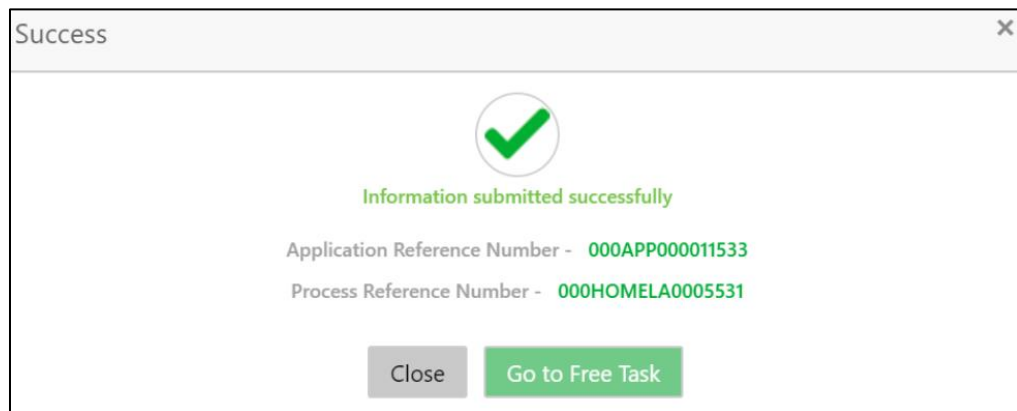 Success
Information submitted successfully
Application Reference Number - 000APP000011533
Process Reference Number - 000HOMELA0005531
Close Go to Free Task